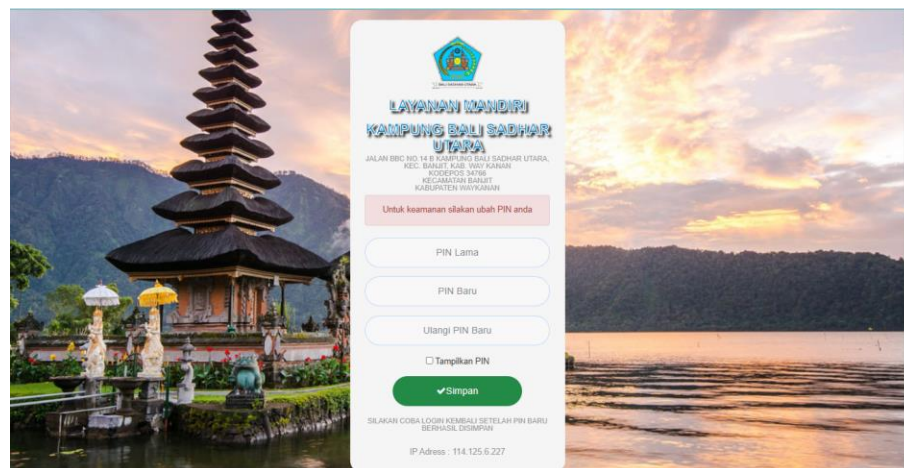 BALI SADHAR UTARA
LAYANAN MANDIRI
KAMPUNG BALI SADHAR
UTARA
JALAN BBC NO 14 B KAMPUNG BALI SADHAR UTARA,
KEC. BANJIT, KAB. WAY KANAN
KODEPOS 34766
KECAMATAN BANJIT
KABUPATEN WAYKANAN
Untuk keamanan silakan ubah PIN anda
PIN Lama
PIN Baru
Ulangi PIN Baru
Tampilkan PIN
Simpan
SILAKAN COBA LOGIN KEMBALI SETELAH PIN BARU
BERHASIL DISIMPAN
IP Adress : 114.125.6.227